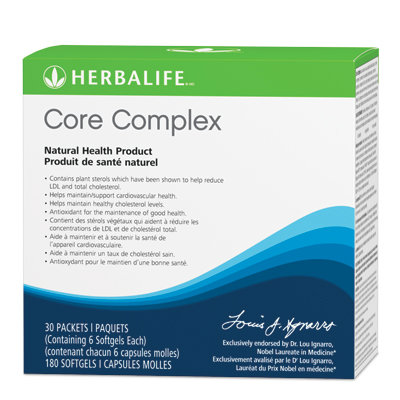 HERBALIFE
Core Complex
Natural Health Product
Produit de santé naturel
• Contains plant sterols which have been shown to help reduce
LDL and total cholesterol.
• Helps maintain/support cardiovascular health.
• Helps maintain healthy cholesterol levels.
• Antioxidant for the maintenance of good health.
• Contient des stérols végétaux qui aident à réduire les
concentrations de LDL et de cholestérol total.
• Aide à maintenir et à soutenir la santé de
l'appareil cardiovasculaire.
• Aide à maintenir un taux de cholestérol sain.
• Antioxydant pour le maintien d'une bonne santé.
Louis J. Ignarro
30 PACKETS | PAQUETS
(Containing 6 Softgels Each)
(contenant chacun 6 capsules molles)
180 SOFTGELS | CAPSULES MOLLES
Exclusively endorsed by Dr. Lou Ignarro,
Nobel Laureate in Medicine*
Exclusivement avalisé par le Dʳ Lou Ignarro,
Lauréat du Prix Nobel en médecine*